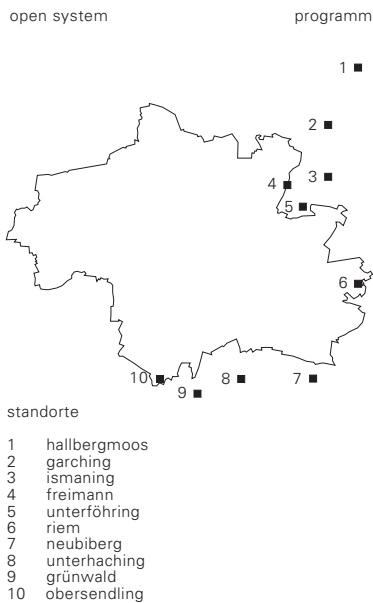 open system programm
1
2
3
4
5
6
10 8 7
9
standorte
1 hallbergmoos
2 garching
3 ismaning
4 freimann
5 unterföhring
6 riem
7 neubiberg
8 unterhaching
9 grünwald
10 obersendling